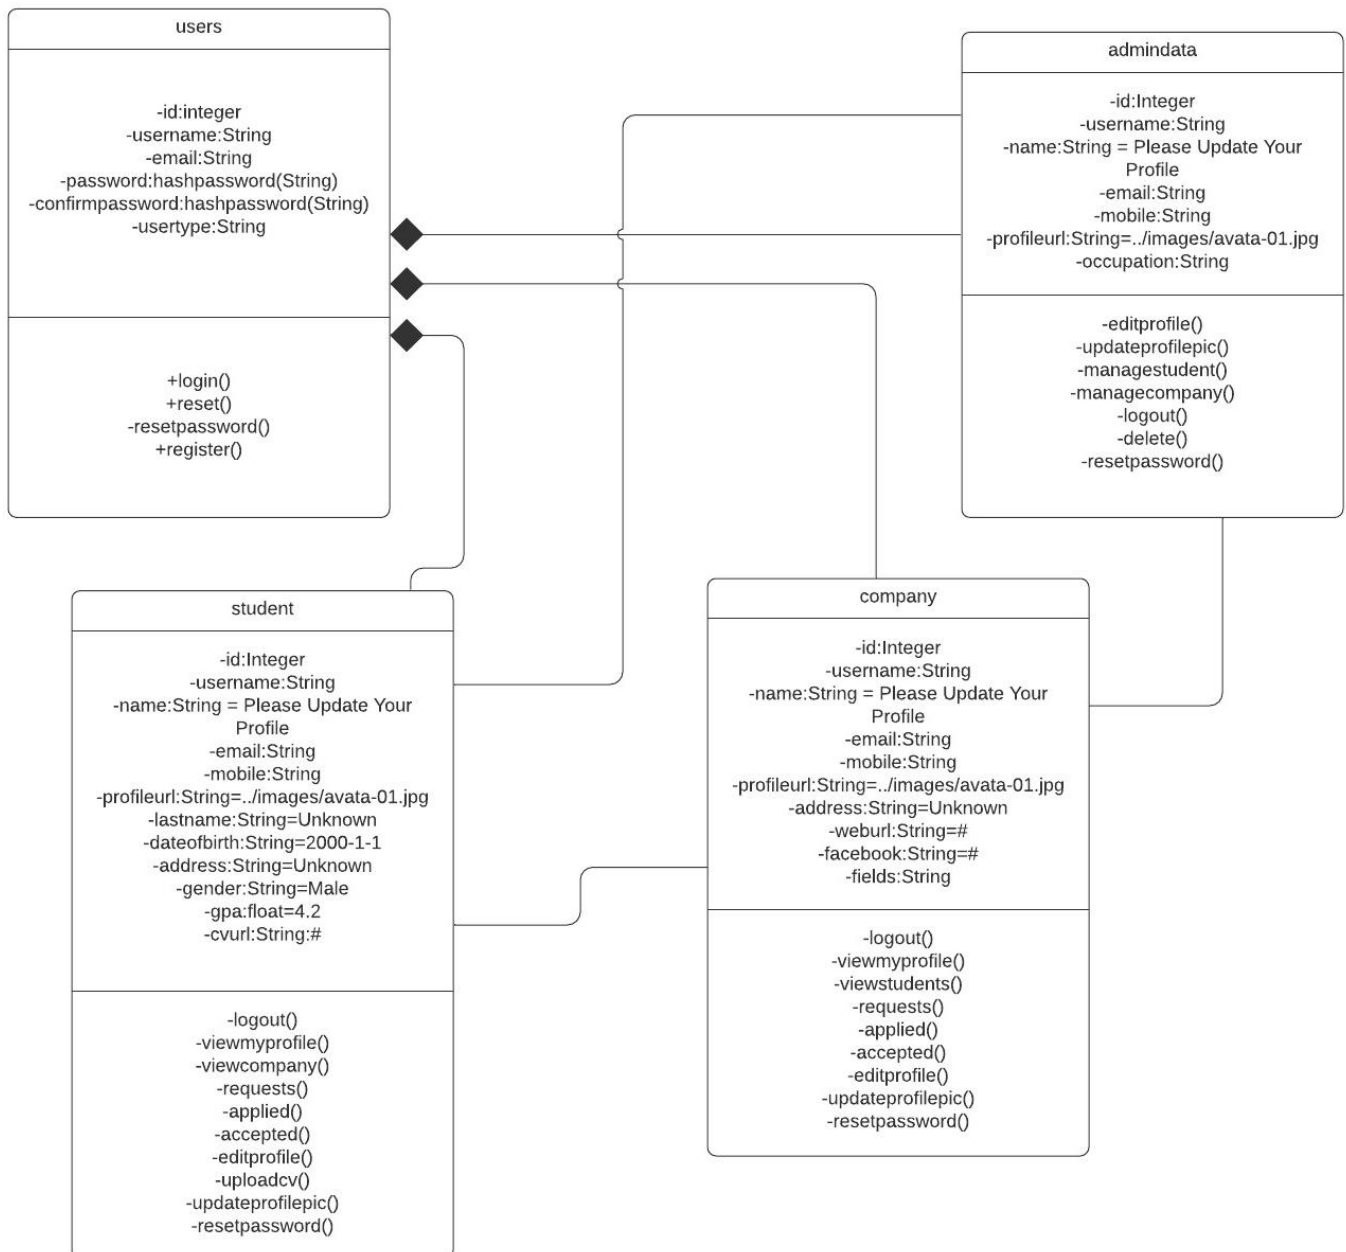 users
-id:integer
-username:String
-email:String
-password:hashpassword(String)
-confirmpassword:hashpassword(String)
-usertype:String
+login()
+reset()
-resetpassword()
+register()
admindata
-id:Integer
-username:String
-name:String = Please Update Your
Profile
-email:String
-mobile:String
-profileurl:String=../images/avata-01.jpg
-occupation:String
-editprofile()
-updateprofilepic()
-managestudent()
-managecompany()
-logout()
-delete()
-resetpassword()
student
-id:Integer
-username:String
-name:String = Please Update Your
Profile
-email:String
-mobile:String
-profileurl:String=../images/avata-01.jpg
-lastname:String=Unknown
-dateofbirth:String=2000-1-1
-address:String=Unknown
-gender:String=Male
-gpa:float=4.2
-cvurl:String:#
-logout()
-viewmyprofile()
-viewcompany()
-requests()
-applied()
-accepted()
-editprofile()
-uploadcv()
-updateprofilepic()
-resetpassword()
company
-id:Integer
-username:String
-name:String = Please Update Your
Profile
-email:String
-mobile:String
-profileurl:String=../images/avata-01.jpg
-address:String=Unknown
-weburl:String=#
-facebook:String=#
-fields:String
-logout()
-viewmyprofile()
-viewstudents()
-requests()
-applied()
-accepted()
-editprofile()
-updateprofilepic()
-resetpassword()